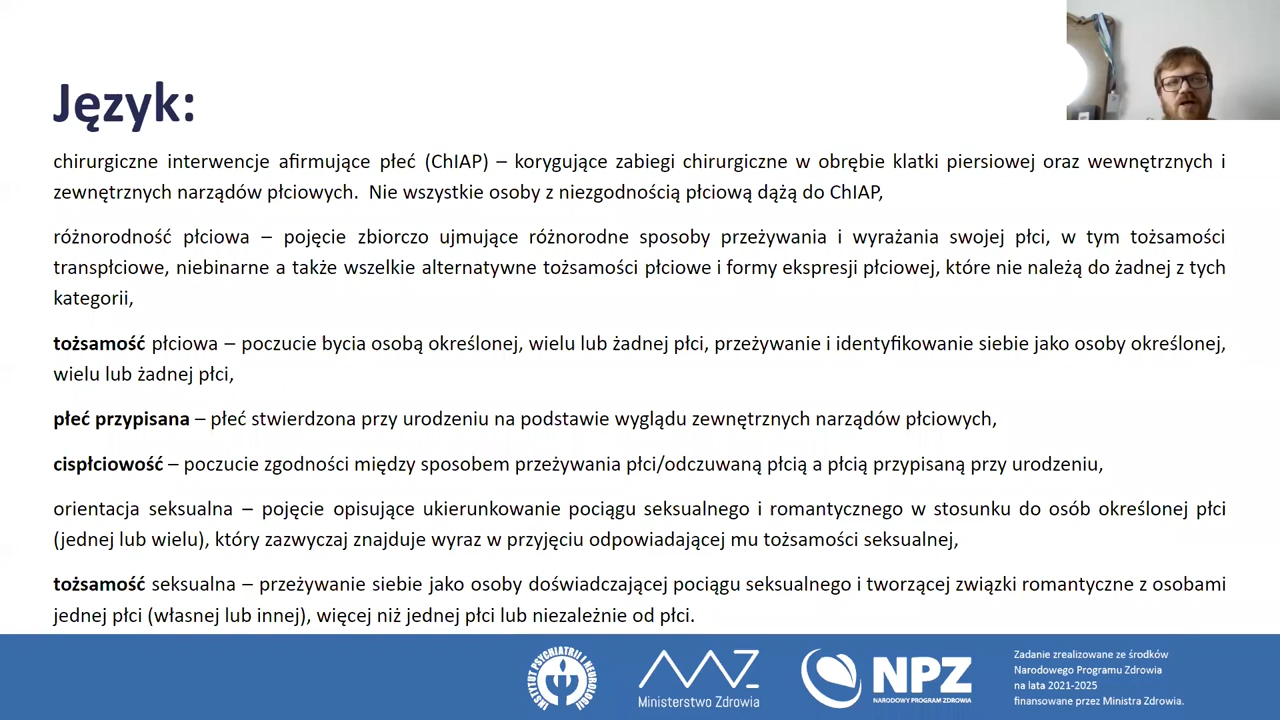 Język:
chirurgiczne interwencje afirmujące płeć (ChIAP) – korygujące zabiegi chirurgiczne w obrębie klatki piersiowej oraz wewnętrznych i
zewnętrznych narządów płciowych. Nie wszystkie osoby z niezgodnością płciową dążą do ChIAP,
różnorodność płciowa – pojęcie zbiorczo ujmujące różnorodne sposoby przeżywania i wyrażania swojej płci, w tym tożsamości
transpłciowe, niebinarne a także wszelkie alternatywne tożsamości płciowe i formy ekspresji płciowej, które nie należą do żadnej z tych
kategorii,
tożsamość płciowa – poczucie bycia osobą określonej, wielu lub żadnej płci, przeżywanie i identyfikowanie siebie jako osoby określonej,
wielu lub żadnej płci,
płeć przypisana – płeć stwierdzona przy urodzeniu na podstawie wyglądu zewnętrznych narządów płciowych,
cispłciowość – poczucie zgodności między sposobem przeżywania płci/odczuwaną płcią a płcią przypisaną przy urodzeniu,
orientacja seksualna – pojęcie opisujące ukierunkowanie pociągu seksualnego i romantycznego w stosunku do osób określonej płci
(jednej lub wielu), który zazwyczaj znajduje wyraz w przyjęciu odpowiadającej mu tożsamości seksualnej,
tożsamość seksualna – przeżywanie siebie jako osoby doświadczającej pociągu seksualnego i tworzącej związki romantyczne z osobami
jednej płci (własnej lub innej), więcej niż jednej płci lub niezależnie od płci.
INSTYTUT PSYCHIATRII I NEUROLOGII
MZ
Ministerstwo Zdrowia
NPZ
NARODOWY PROGRAM ZDROWIA
Zadanie zrealizowane ze środków
Narodowego Programu Zdrowia
na lata 2021-2025
finansowane przez Ministra Zdrowia.